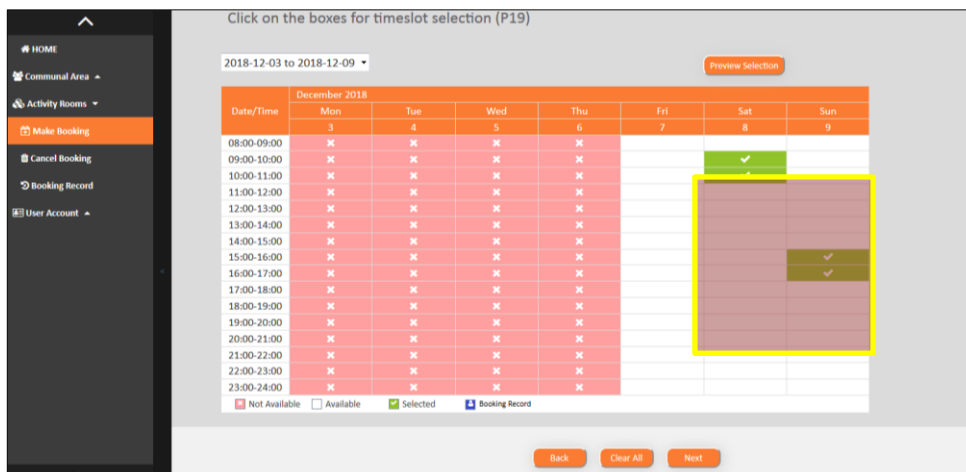 Click on the boxes for timeslot selection (P19)
HOME
Communal Area
Activity Rooms
Make Booking
Cancel Booking
Booking Record
User Account
2018-12-03 to 2018-12-09
Preview Selection
Date/Time
December 2018
Mon Tue Wed Thu Fri Sat Sun
3 4 5 6 7 8 9
08:00-09:00
09:00-10:00
10:00-11:00
11:00-12:00
12:00-13:00
13:00-14:00
14:00-15:00
15:00-16:00
16:00-17:00
17:00-18:00
18:00-19:00
19:00-20:00
20:00-21:00
21:00-22:00
22:00-23:00
23:00-24:00
Not Available Available Selected Booking Record
Back Clear All Next